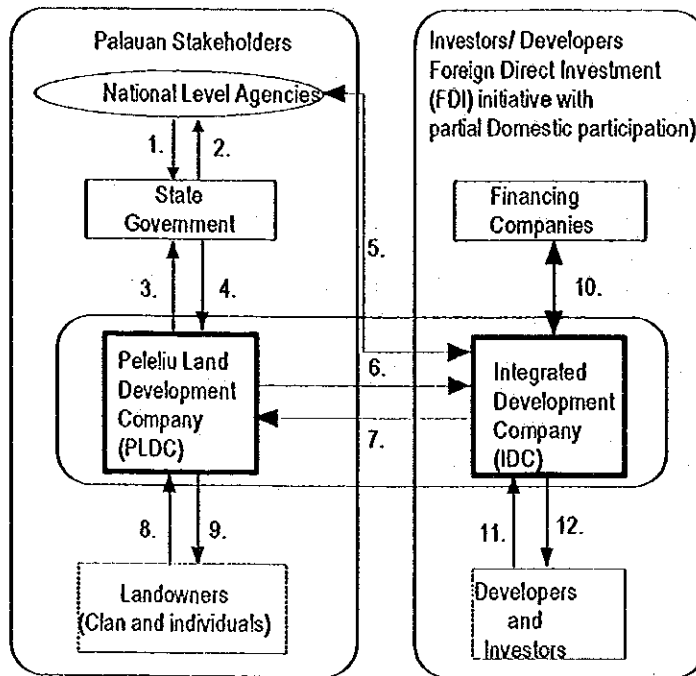 Palauan Stakeholders
National Level Agencies
1.
2.
State
Government
3.
4.
Peleliu Land
Development
Company
(PLDC)
8.
9.
Landowners
(Clan and individuals)
5.
6.
7.
Investors/ Developers
Foreign Direct Investment
(FDI) initiative with
partial Domestic participation)
Financing
Companies
10.
Integrated
Development
Company
(IDC)
11.
12.
Developers
and
Investors